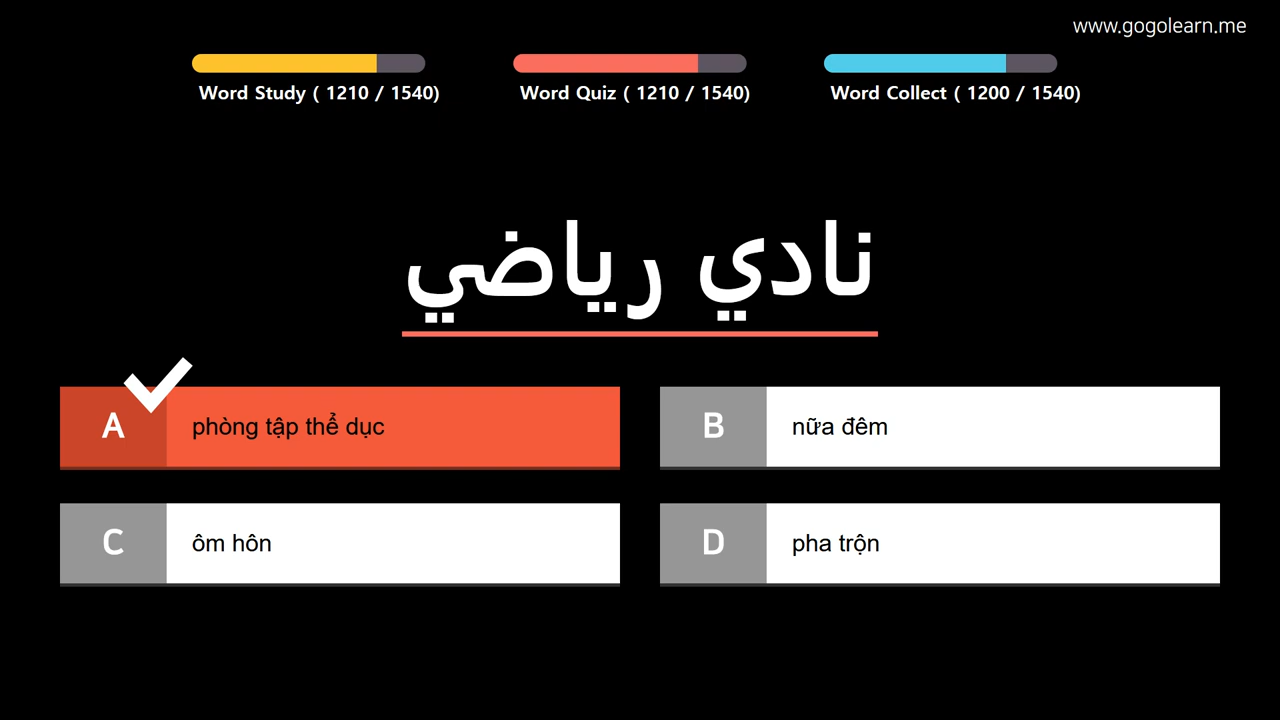 www.gogolearn.me
Word Study ( 1210 / 1540)
Word Quiz ( 1210 / 1540)
Word Collect ( 1200 / 1540)
نادي رياضي
A phòng tập thể dục
B nữa đêm
C ôm hôn
D pha trộn